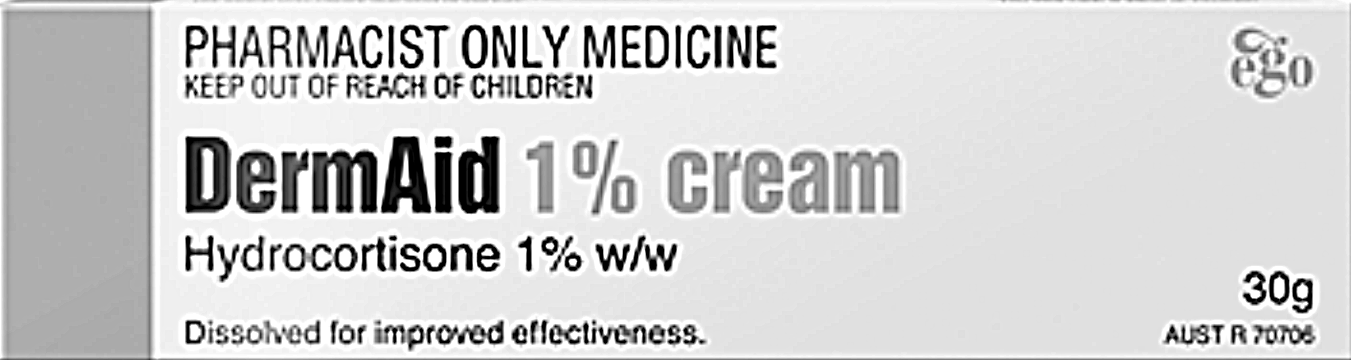 PHARMACIST ONLY MEDICINE
KEEP OUT OF REACH OF CHILDREN
ego
DermAid 1% cream
Hydrocortisone 1% w/w
30g
Dissolved for improved effectiveness.
AUST R 70706